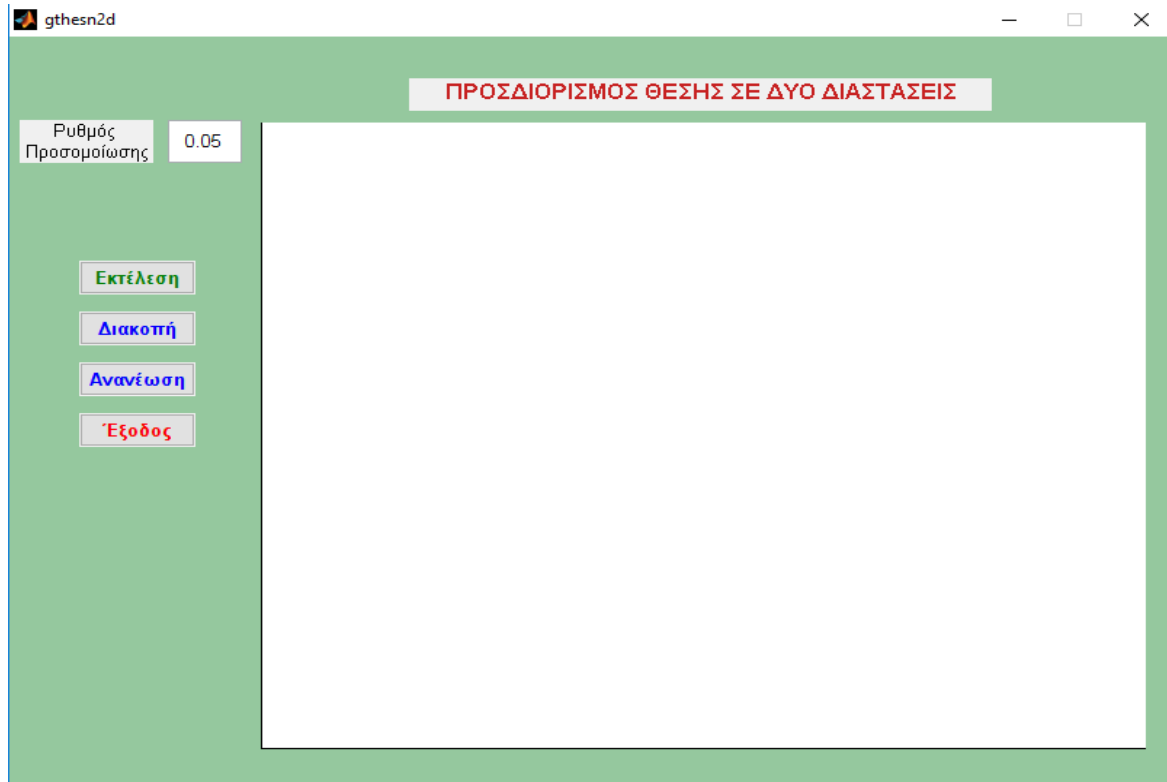 gthesn2d
ΠΡΟΣΔΙΟΡΙΣΜΟΣ ΘΕΣΗΣ ΣΕ ΔΥΟ ΔΙΑΣΤΑΣΕΙΣ
Ρυθμός
Προσομοίωσης
0.05
Εκτέλεση
Διακοπή
Ανανέωση
Έξοδος